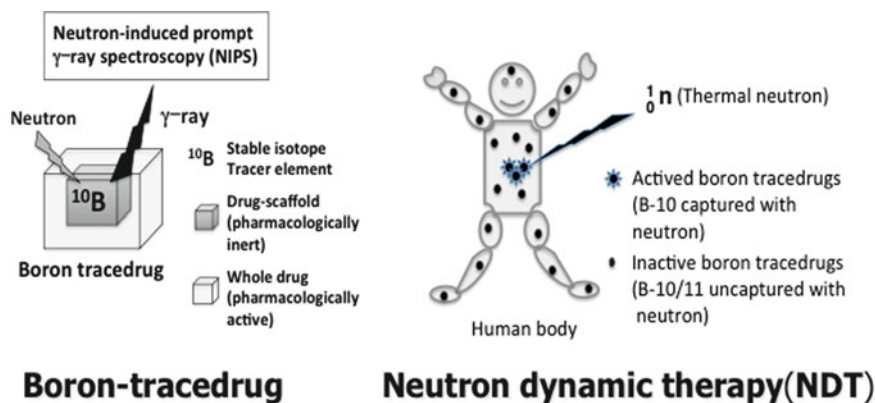 Neutron-induced prompt
γ–ray spectroscopy (NIPS)
Neutron
γ–ray
¹⁰B
Stable isotope
Tracer element
¹⁰B
Drug-scaffold
(pharmacologically
inert)
Boron tracedrug
Whole drug
(pharmacologically
active)
Boron-tracedrug
¹₀n (Thermal neutron)
Actived boron tracedrugs
(B-10 captured with
neutron)
Inactive boron tracedrugs
(B-10/11 uncaptured with
neutron)
Human body
Neutron dynamic therapy(NDT)